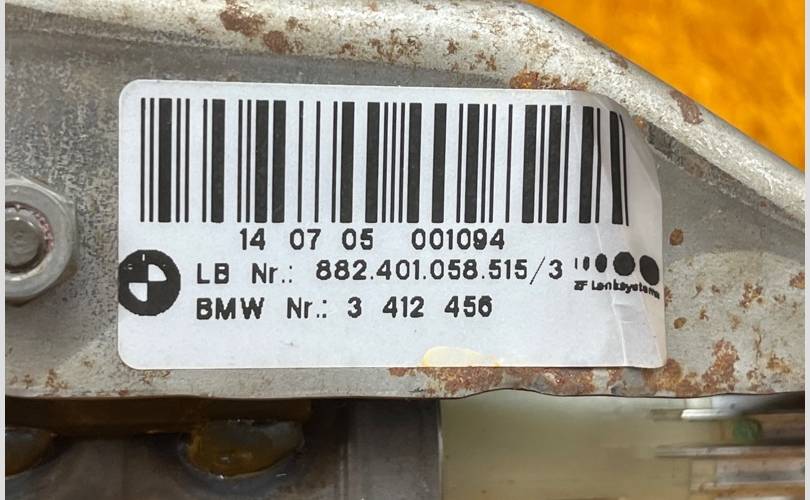 14 07 05 001094
LB Nr.: 882.401.058.515/3
ZF Lenksysteme
BMW Nr.: 3 412 456